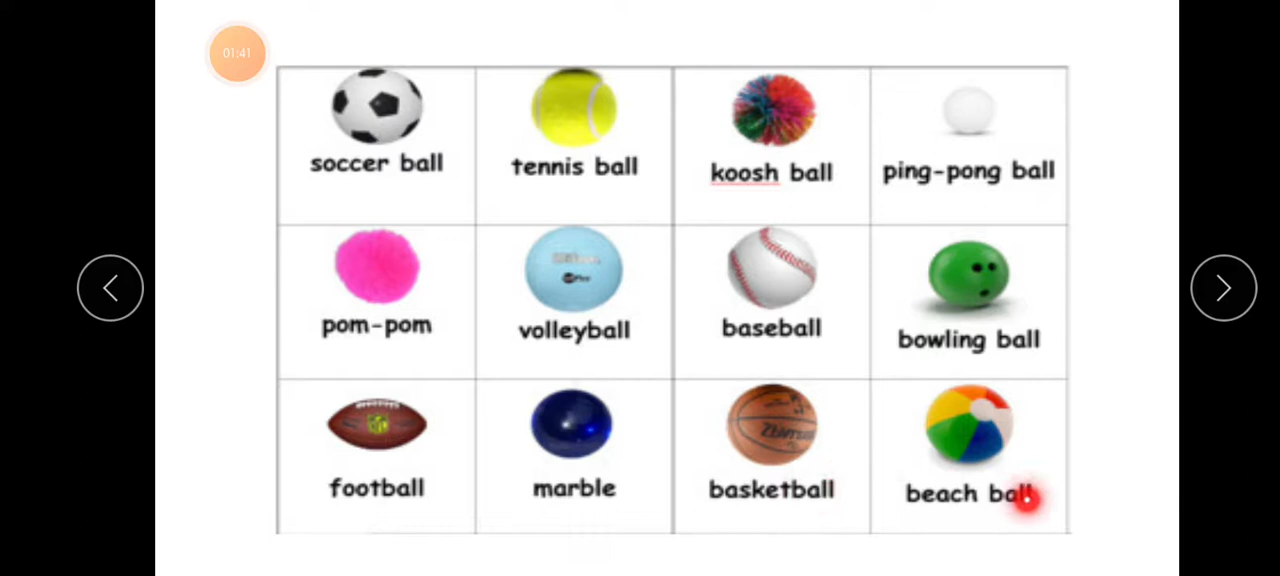 01:41
soccer ball
tennis ball
koosh ball
ping-pong ball
pom-pom
volleyball
baseball
bowling ball
football
marble
basketball
beach ball